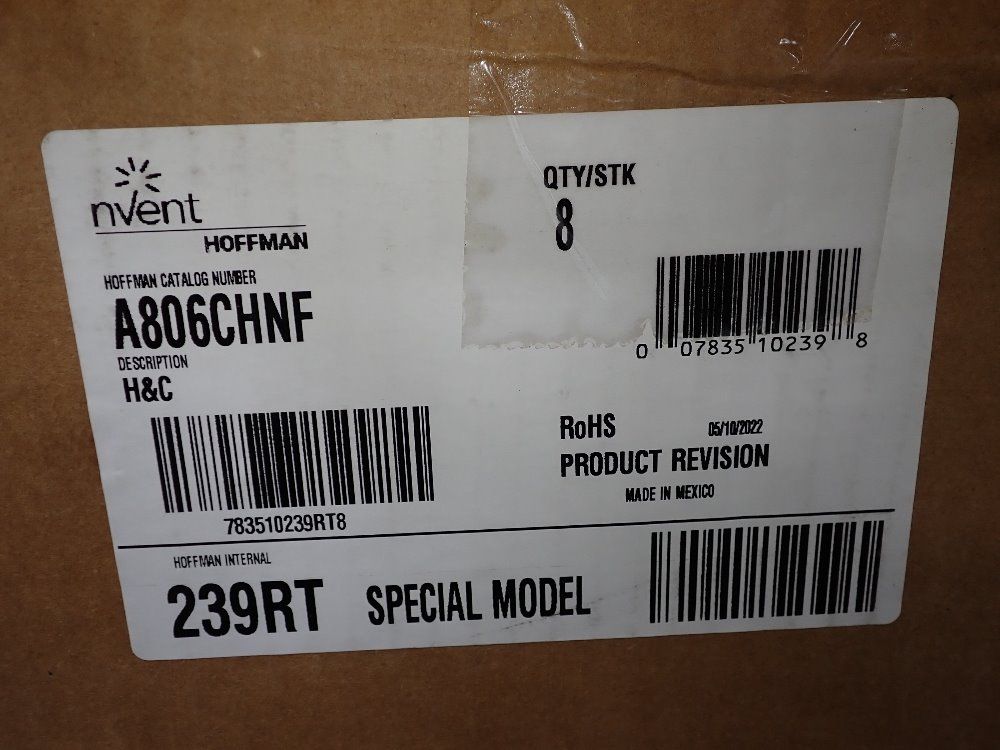 nVent
HOFFMAN
HOFFMAN CATALOG NUMBER
A806CHNF
DESCRIPTION
H&C
783510239RT8
QTY/STK
8
0 07835 10239 8
RoHS 05/10/2022
PRODUCT REVISION
MADE IN MEXICO
HOFFMAN INTERNAL
239RT SPECIAL MODEL